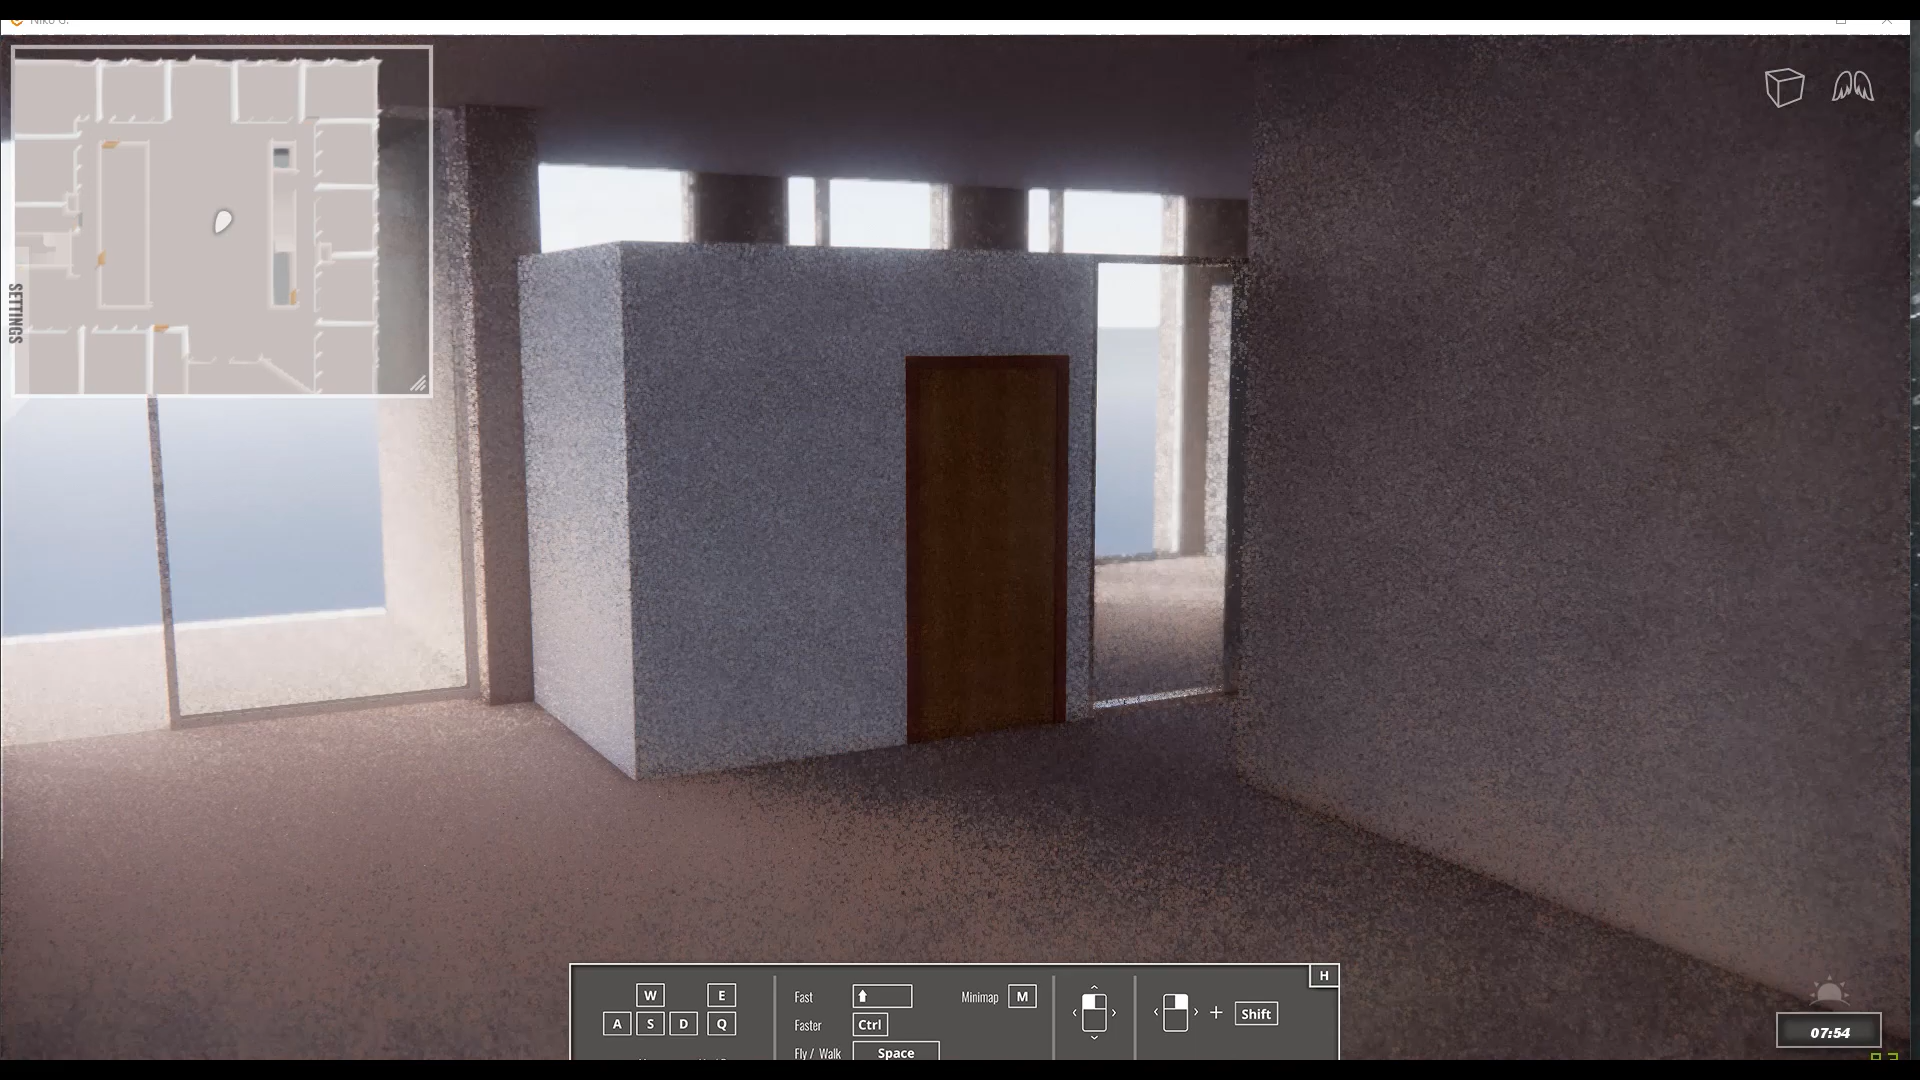 SETTINGS
H
W E
A S D Q
Fast
Minimap M
Faster Ctrl
Fly / Walk Space
+ Shift
07:54